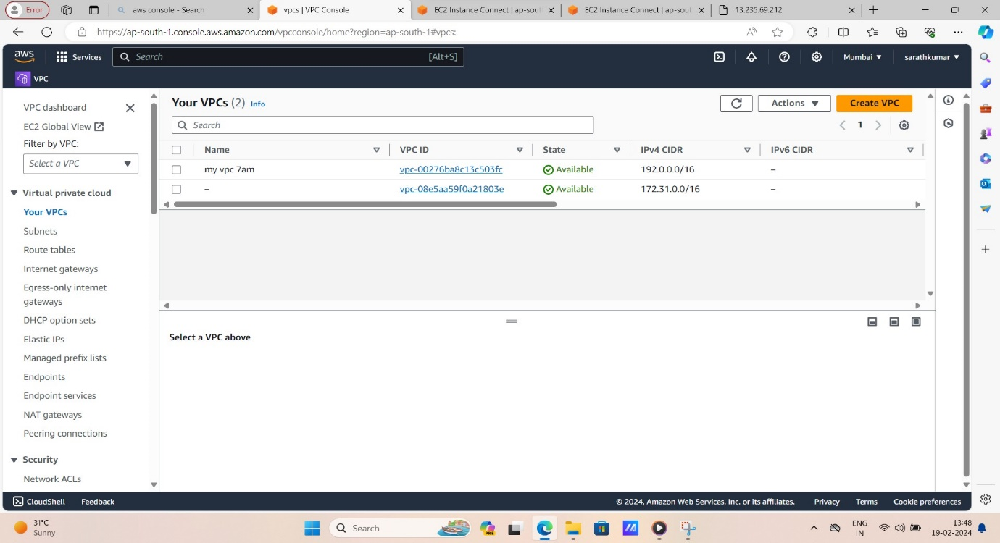 Error
aws console - Search
vpcs | VPC Console
EC2 Instance Connect | ap-sout
EC2 Instance Connect | ap-sout
13.235.69.212
https://ap-south-1.console.aws.amazon.com/vpcconsole/home?region=ap-south-1#vpcs:
aws
Services
Search
[Alt+S]
Mumbai
sarathkumar
VPC
VPC dashboard
EC2 Global View
Filter by VPC:
Select a VPC
Virtual private cloud
Your VPCs
Subnets
Route tables
Internet gateways
Egress-only internet
gateways
DHCP option sets
Elastic IPs
Managed prefix lists
Endpoints
Endpoint services
NAT gateways
Peering connections
Security
Network ACLs
Your VPCs (2) Info
Actions
Create VPC
Search
1
Name VPC ID State IPv4 CIDR IPv6 CIDR
my vpc 7am vpc-00276ba8c13c503fc Available 192.0.0.0/16 –
– vpc-08e5aa59f0a21803e Available 172.31.0.0/16 –
Select a VPC above
CloudShell Feedback © 2024, Amazon Web Services, Inc. or its affiliates. Privacy Terms Cookie preferences
31°C
Sunny
Search
PRE
ENG
IN
13:48
19-02-2024